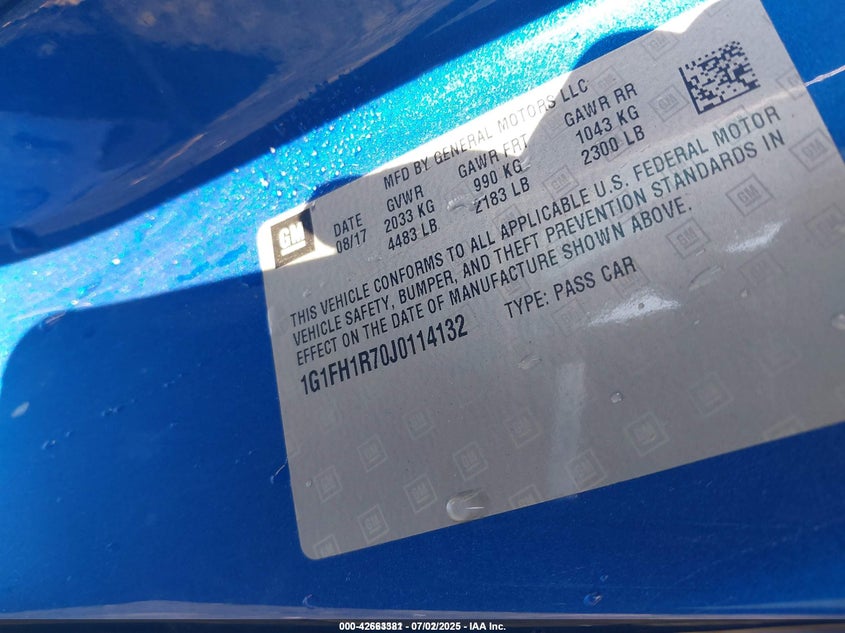 MFD BY GENERAL MOTORS LLC
GM
DATE GVWR GAWR FRT GAWR RR
08/17 2033 KG 990 KG 1043 KG
4483 LB 2183 LB 2300 LB
THIS VEHICLE CONFORMS TO ALL APPLICABLE U.S. FEDERAL MOTOR
VEHICLE SAFETY, BUMPER, AND THEFT PREVENTION STANDARDS IN
EFFECT ON THE DATE OF MANUFACTURE SHOWN ABOVE.
1G1FH1R70J0114132 TYPE: PASS CAR
07/02/2025 - IAA Inc.